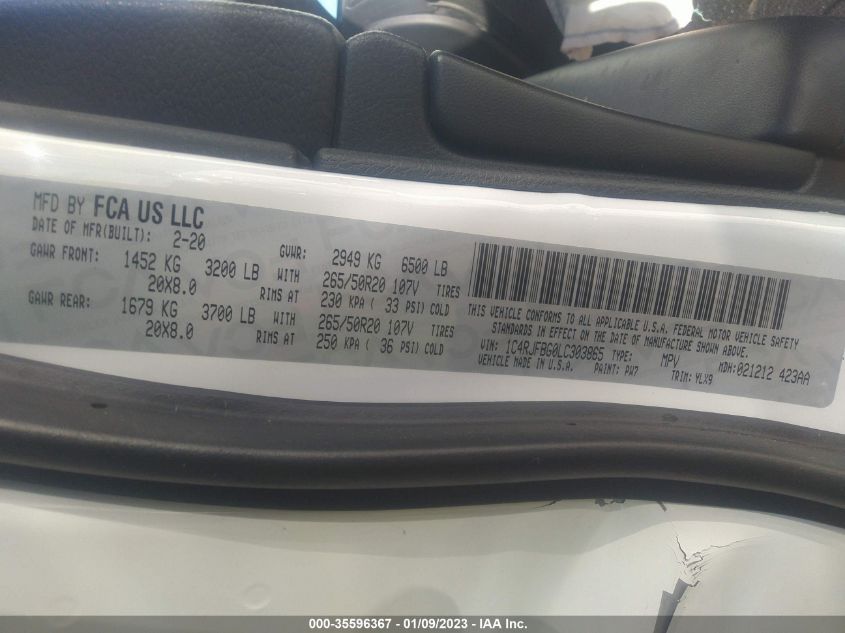 MFD BY FCA US LLC
DATE OF MFR(BUILT): 2-20
GVWR: 2949 KG 6500 LB
GAWR FRONT: 1452 KG 3200 LB WITH 265/50R20 107V TIRES
20X8.0 RIMS AT 230 KPA ( 33 PSI) COLD
GAWR REAR: 1679 KG 3700 LB WITH 265/50R20 107V TIRES
20X8.0 RIMS AT 250 KPA ( 36 PSI) COLD
THIS VEHICLE CONFORMS TO ALL APPLICABLE U.S.A. FEDERAL MOTOR VEHICLE SAFETY
STANDARDS IN EFFECT ON THE DATE OF MANUFACTURE SHOWN ABOVE.
VIN: 1C4RJFBG0LC303865 TYPE: MPV MDH:021212 423AA
VEHICLE MADE IN U.S.A. PAINT: PW7 TRIM: YLX9
000-35596367 - 01/09/2023 - IAA Inc.